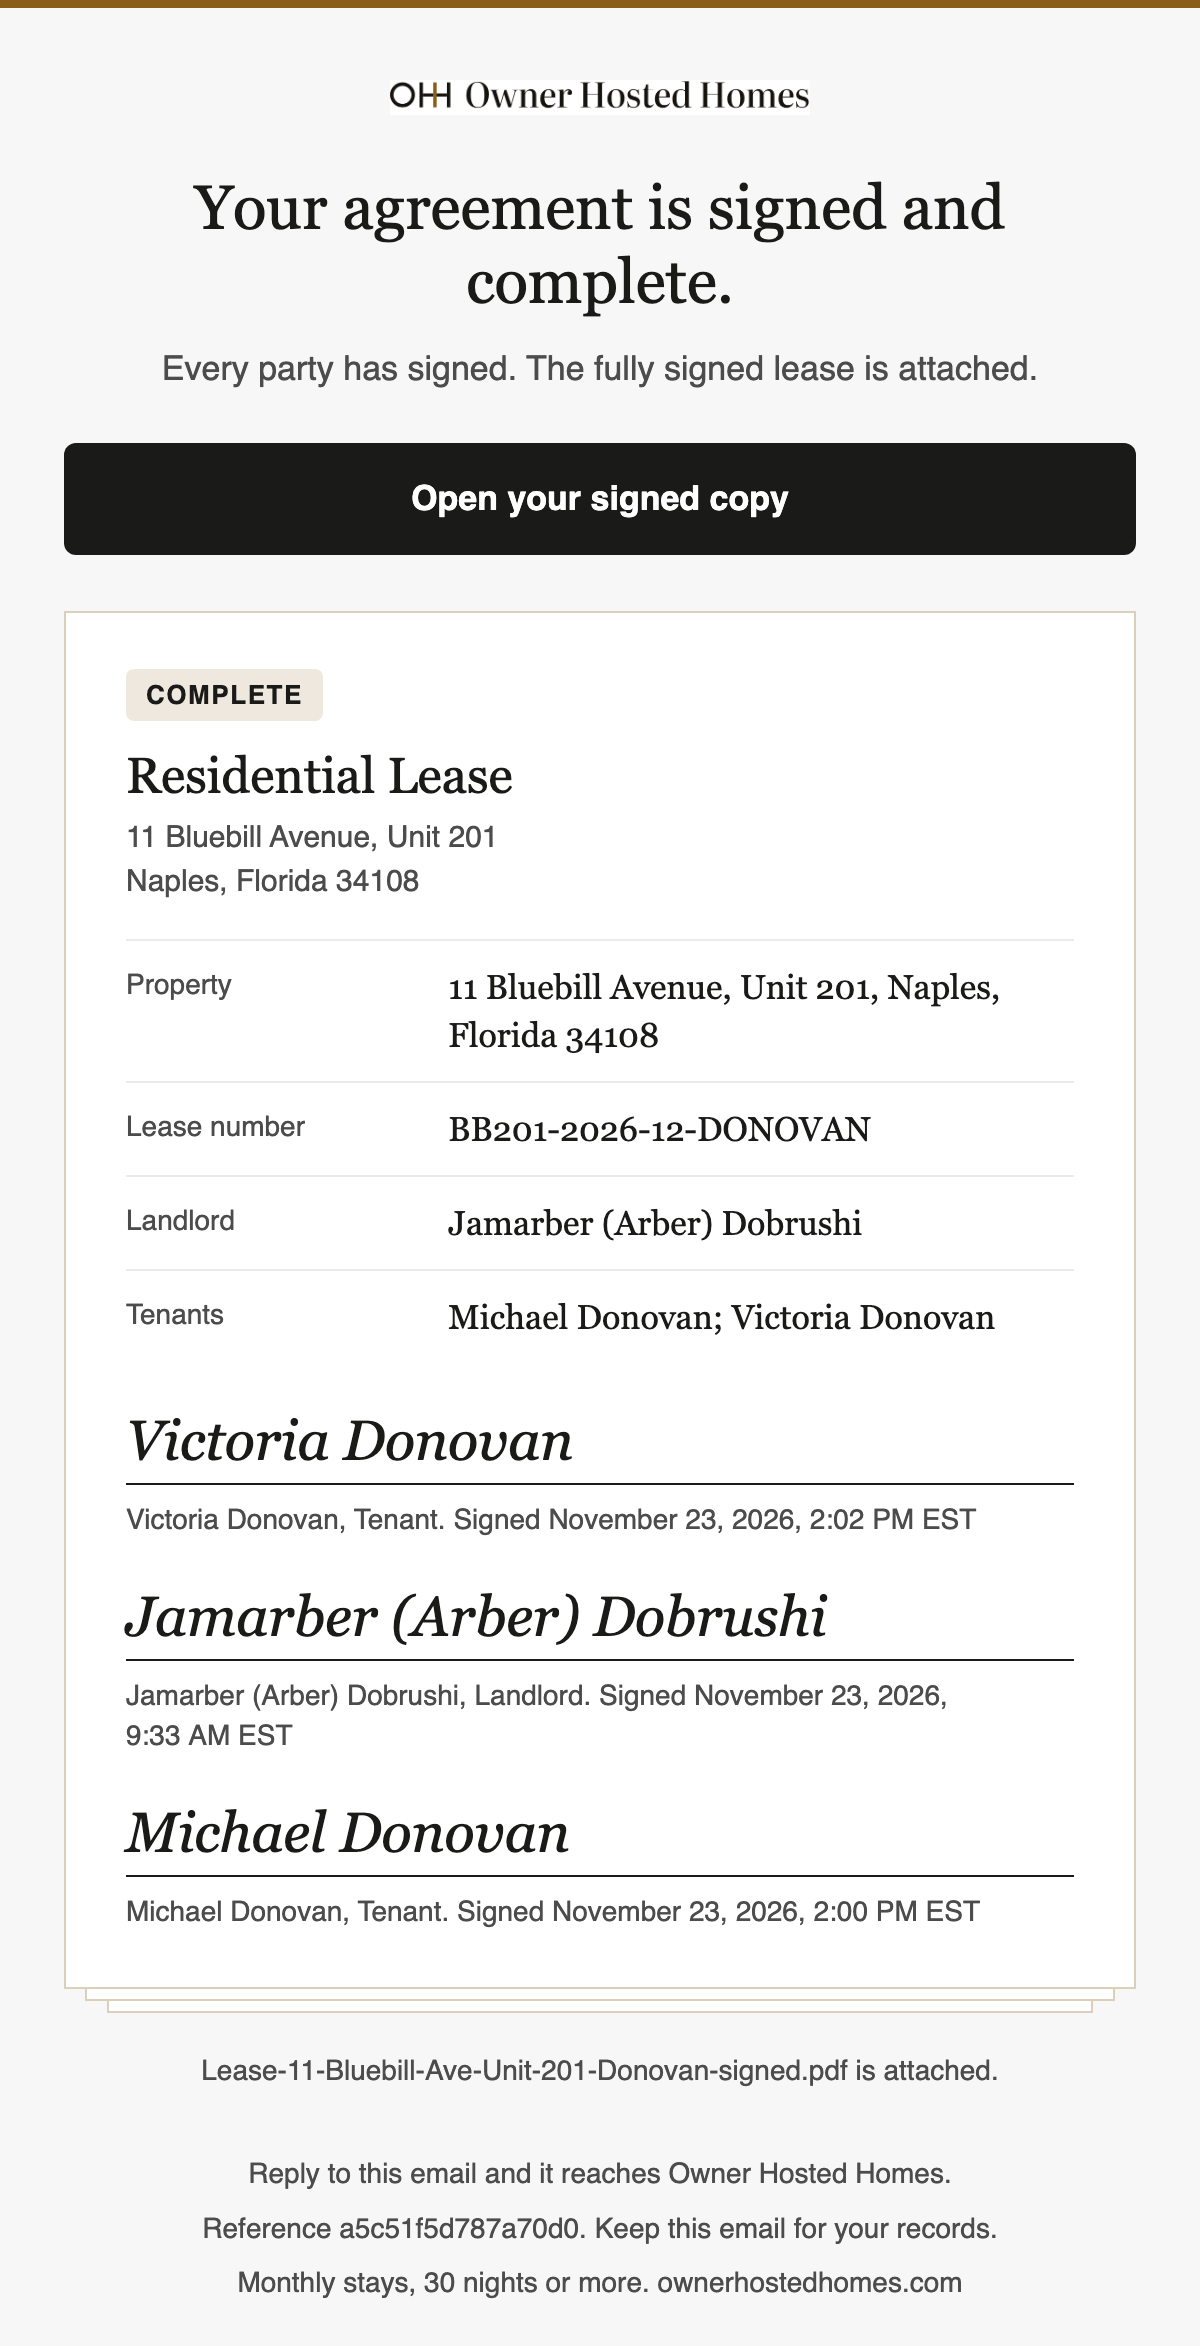 OHH Owner Hosted Homes
Your agreement is signed and
complete.
Every party has signed. The fully signed lease is attached.
Open your signed copy
COMPLETE
Residential Lease
11 Bluebill Avenue, Unit 201
Naples, Florida 34108
Property
11 Bluebill Avenue, Unit 201, Naples,
Florida 34108
Lease number
BB201-2026-12-DONOVAN
Landlord
Jamarber (Arber) Dobrushi
Tenants
Michael Donovan; Victoria Donovan
Victoria Donovan
Victoria Donovan, Tenant. Signed November 23, 2026, 2:02 PM EST
Jamarber (Arber) Dobrushi
Jamarber (Arber) Dobrushi, Landlord. Signed November 23, 2026,
9:33 AM EST
Michael Donovan
Michael Donovan, Tenant. Signed November 23, 2026, 2:00 PM EST
Lease-11-Bluebill-Ave-Unit-201-Donovan-signed.pdf is attached.
Reply to this email and it reaches Owner Hosted Homes.
Reference a5c51f5d787a70d0. Keep this email for your records.
Monthly stays, 30 nights or more. ownerhostedhomes.com